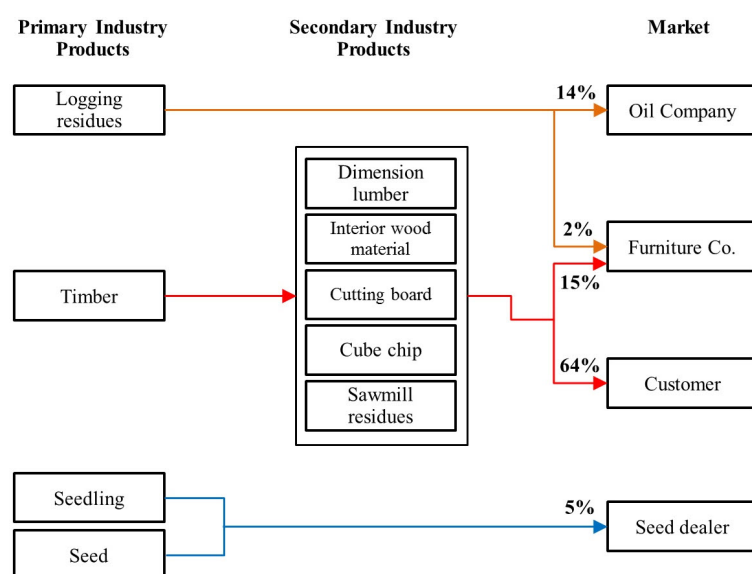 Primary Industry
Products
Secondary Industry
Products
Market
Logging
residues
14%
Oil Company
Dimension
lumber
Interior wood
material
2%
Furniture Co.
Timber
Cutting board
15%
Cube chip
64%
Customer
Sawmill
residues
Seedling
5%
Seed dealer
Seed